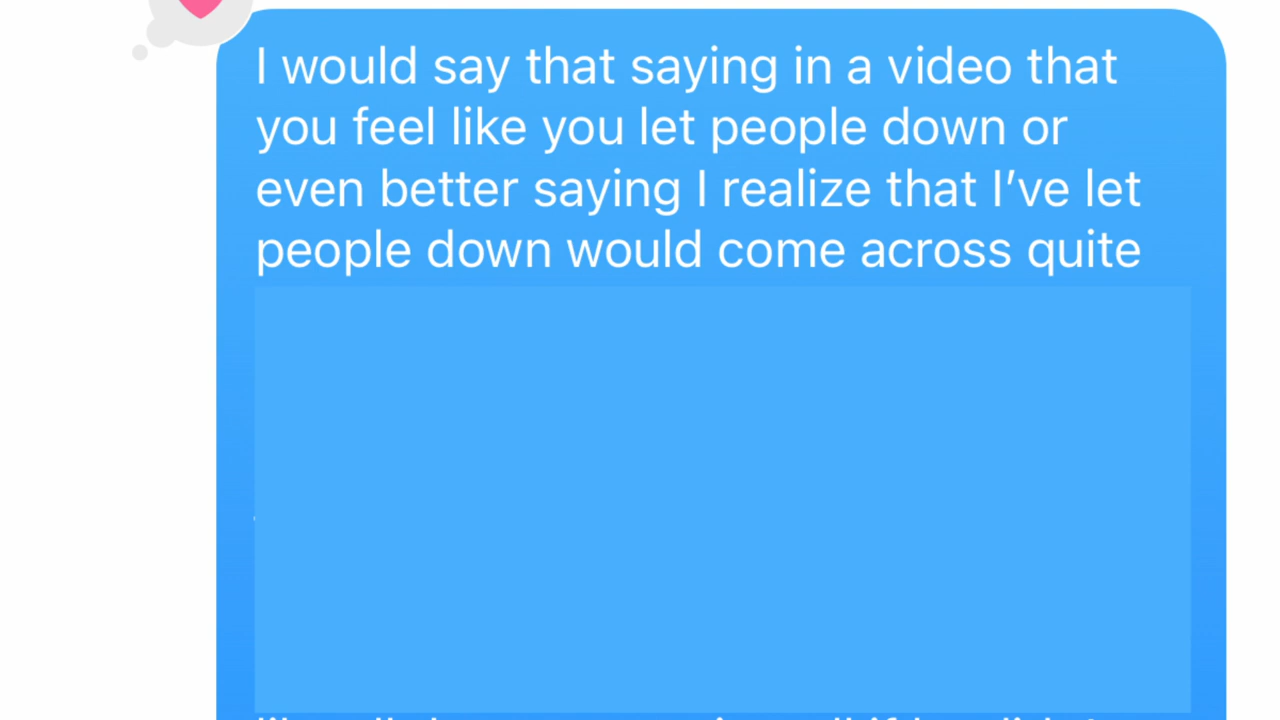 I would say that saying in a video that
you feel like you let people down or
even better saying I realize that I’ve let
people down would come across quite